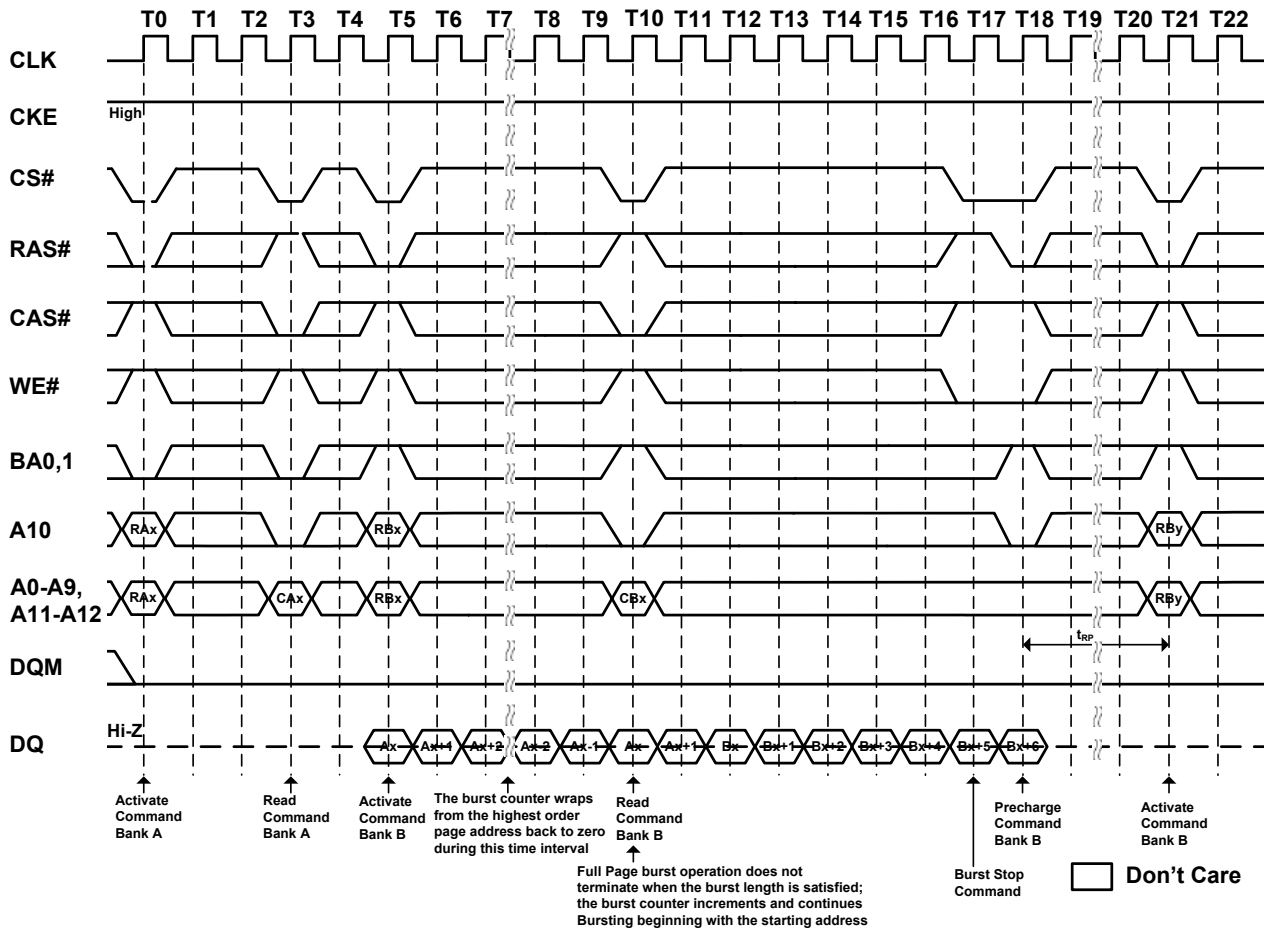 T0 T1 T2 T3 T4 T5 T6 T7 T8 T9 T10 T11 T12 T13 T14 T15 T16 T17 T18 T19 T20 T21 T22
CLK
CKE
High
CS#
RAS#
CAS#
WE#
BA0,1
A10
RAx RBx RBy
A0-A9,
A11-A12
RAx CAx RBx CBx RBy
tRP
DQM
DQ
Hi-Z
Ax Ax+1 Ax+2 Ax-2 Ax-1 Ax Ax+1 Bx Bx+1 Bx+2 Bx+3 Bx+4 Bx+5 Bx+6
Activate
Command
Bank A
Read
Command
Bank A
Activate
Command
Bank B
The burst counter wraps
from the highest order
page address back to zero
during this time interval
Read
Command
Bank B
Full Page burst operation does not
terminate when the burst length is satisfied;
the burst counter increments and continues
Bursting beginning with the starting address
Burst Stop
Command
Precharge
Command
Bank B
Activate
Command
Bank B
Don't Care